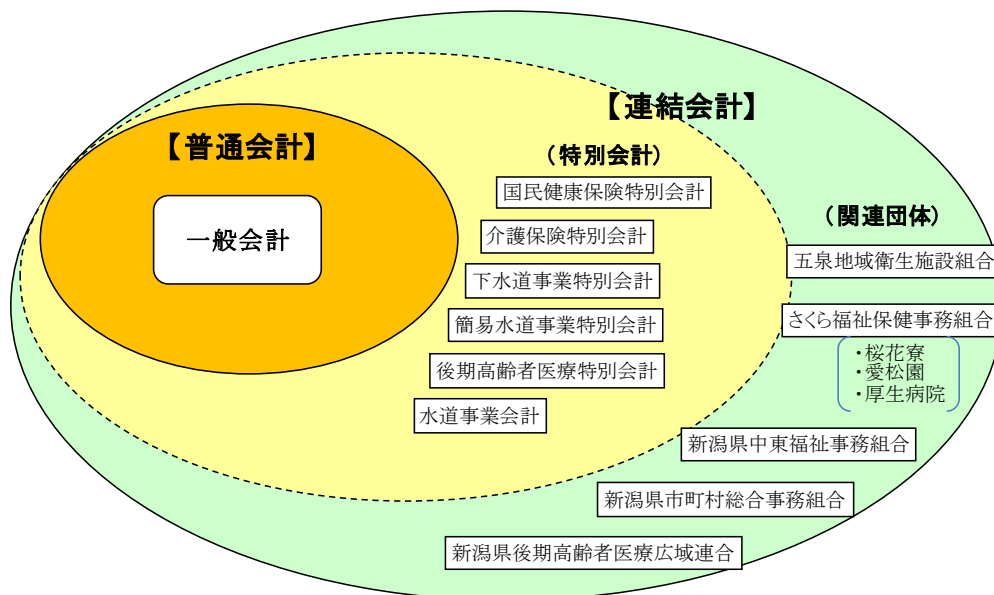 【連結会計】
【普通会計】
（特別会計）
一般会計
国民健康保険特別会計
介護保険特別会計
下水道事業特別会計
簡易水道事業特別会計
後期高齢者医療特別会計
水道事業会計
（関連団体）
五泉地域衛生施設組合
さくら福祉保健事務組合
・桜花寮
・愛松園
・厚生病院
新潟県中東福祉事務組合
新潟県市町村総合事務組合
新潟県後期高齢者医療広域連合